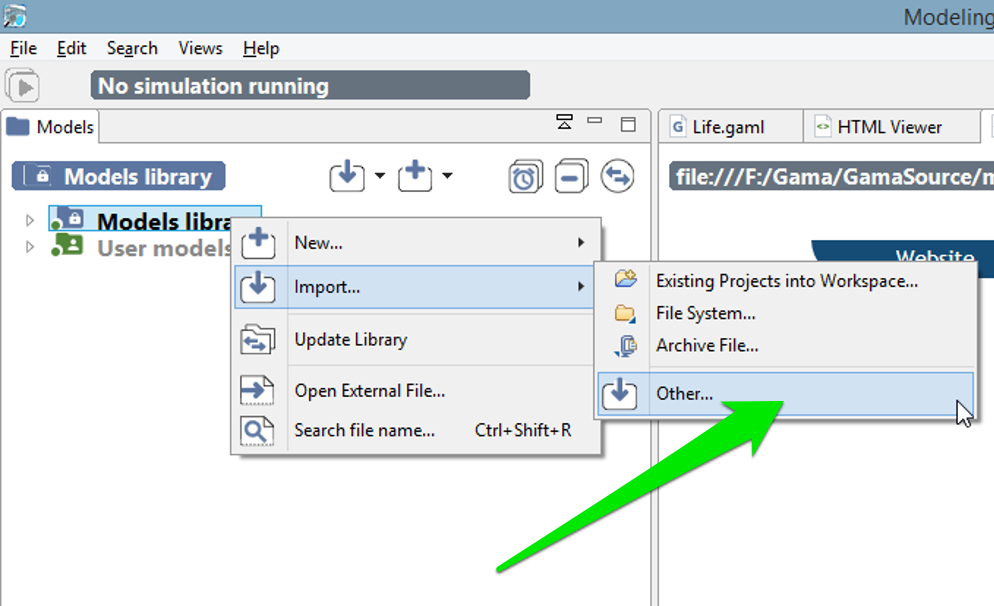 Modeling
File Edit Search Views Help
No simulation running
Models
Life.gaml
HTML Viewer
Models library
file:///F:/Gama/GamaSource/
Models libra
User models
Website
New...
Import...
Update Library
Open External File...
Search file name... Ctrl+Shift+R
Existing Projects into Workspace...
File System...
Archive File...
Other...